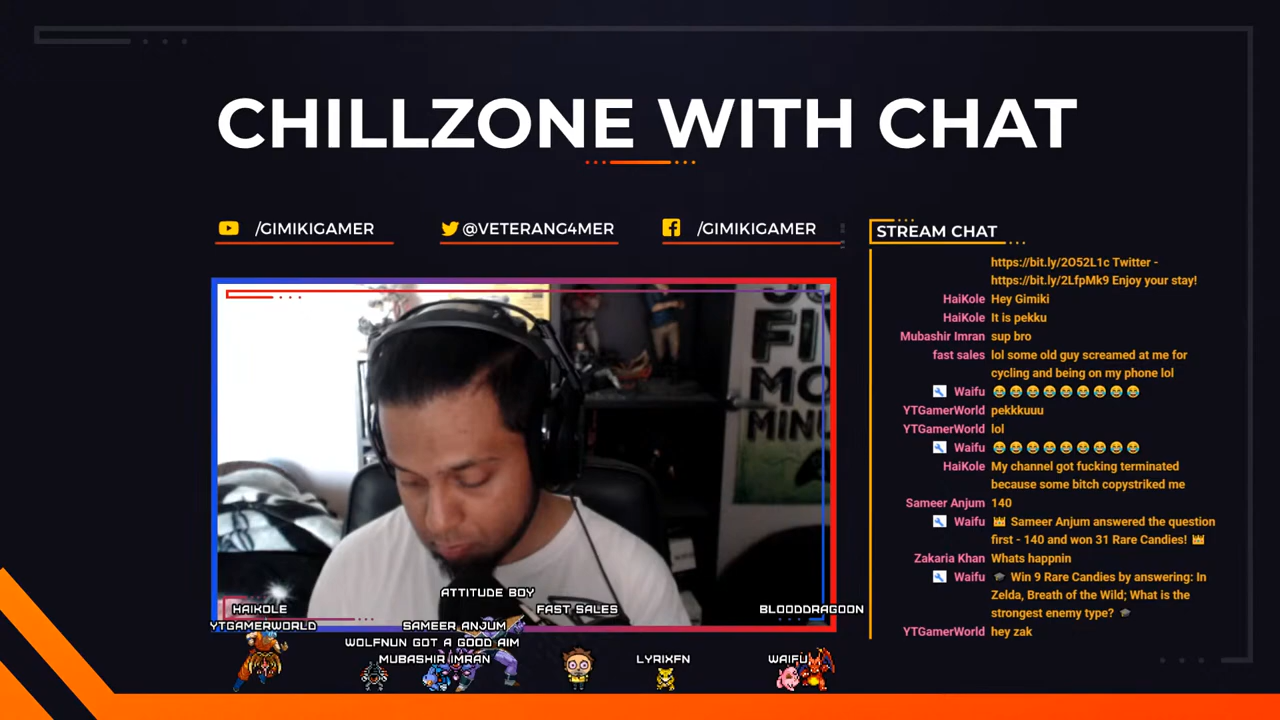 CHILLZONE WITH CHAT
/GIMIKIGAMER
@VETERANG4MER
/GIMIKIGAMER
STREAM CHAT
https://bit.ly/2O52L1c Twitter -
https://bit.ly/2LfpMk9 Enjoy your stay!
HaiKole Hey Gimiki
HaiKole It is pekku
Mubashir Imran sup bro
fast sales lol some old guy screamed at me for
cycling and being on my phone lol
Waifu 😂😂😂😂😂😂😂😂😂
YTGamerWorld pekkkuuu
YTGamerWorld lol
Waifu 😂😂😂😂😂😂😂😂😂
HaiKole My channel got fucking terminated
because some bitch copystriked me
Sameer Anjum 140
Waifu 👑 Sameer Anjum answered the question
first - 140 and won 31 Rare Candies! 👑
Zakaria Khan Whats happnin
Waifu 🎓 Win 9 Rare Candies by answering: In
Zelda, Breath of the Wild; What is the
strongest enemy type? 🎓
YTGamerWorld hey zak
FI
MO
MINU
ATTITUDE BOY
HAIKOLE
FAST SALES
BLOODDRAGOON
YTGAMERWORLD
SAMEER ANJUM
WOLFNUN GOT A GOOD AIM
MUBASHIR IMRAN
LYRIXFN
WAIFU